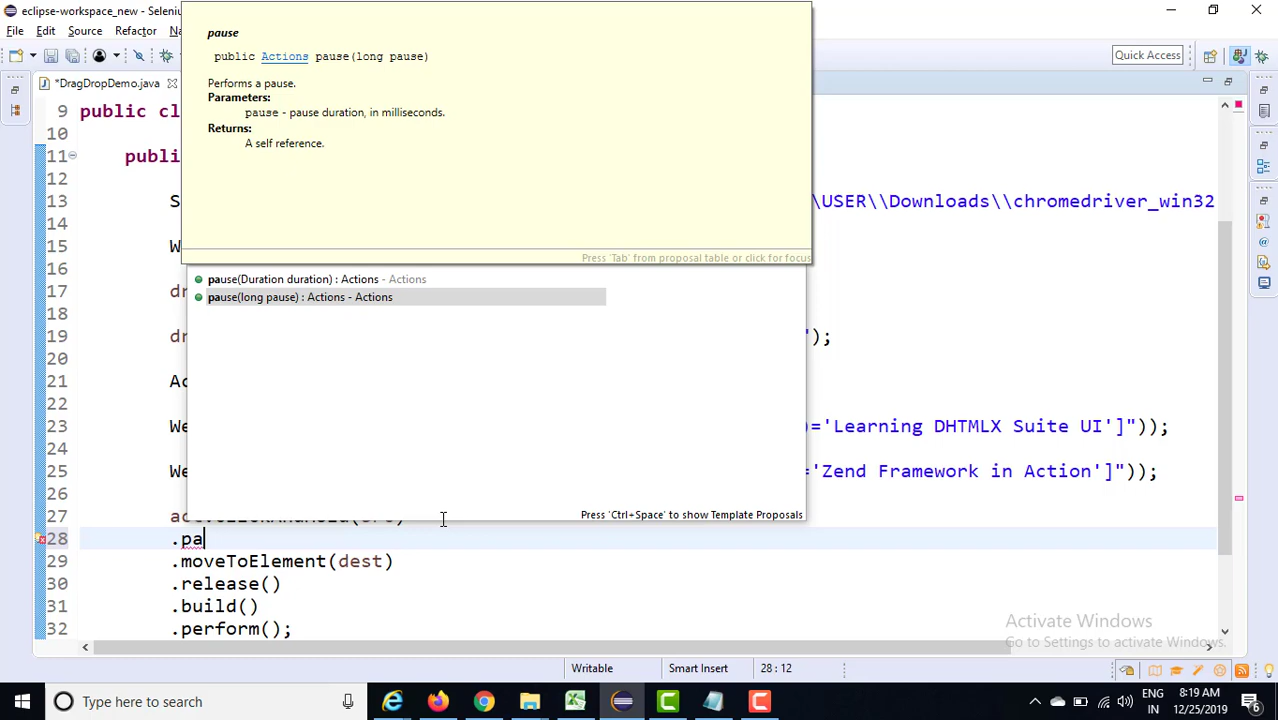 eclipse-workspace_new - Seleniu
File Edit Source Refactor Na
Quick Access
*DragDropDemo.java
pause
public Actions pause(long pause)
Performs a pause.
Parameters:
pause - pause duration, in milliseconds.
Returns:
A self reference.
Press 'Tab' from proposal table or click for focus
pause(Duration duration) : Actions - Actions
pause(long pause) : Actions - Actions
Press 'Ctrl+Space' to show Template Proposals
9 public cl
10
11 publi
12
13 S \USER\\Downloads\\chromedriver_win32
14
15 W
16
17 dr
18
19 dr ");
20
21 Ac
22
23 We )='Learning DHTMLX Suite UI']"));
24
25 We ='Zend Framework in Action']"));
26
27
28 .pa
29 .moveToElement(dest)
30 .release()
31 .build()
32 .perform();
Activate Windows
Go to Settings to activate Windows.
Writable Smart Insert 28 : 12
Type here to search
ENG 8:19 AM
IN 12/25/2019
6